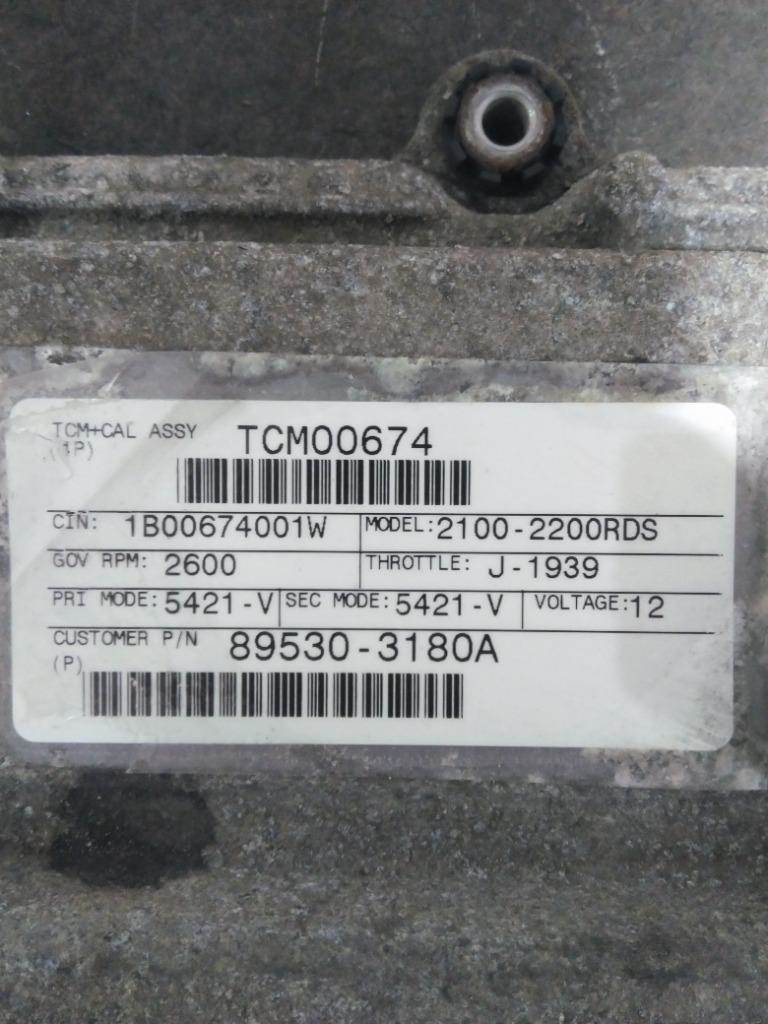 TCM+CAL ASSY TCM00674
(1P)
CIN: 1B00674001W MODEL: 2100-2200RDS
GOV RPM: 2600 THROTTLE: J-1939
PRI MODE: 5421-V SEC MODE: 5421-V VOLTAGE: 12
CUSTOMER P/N 89530-3180A
(P)